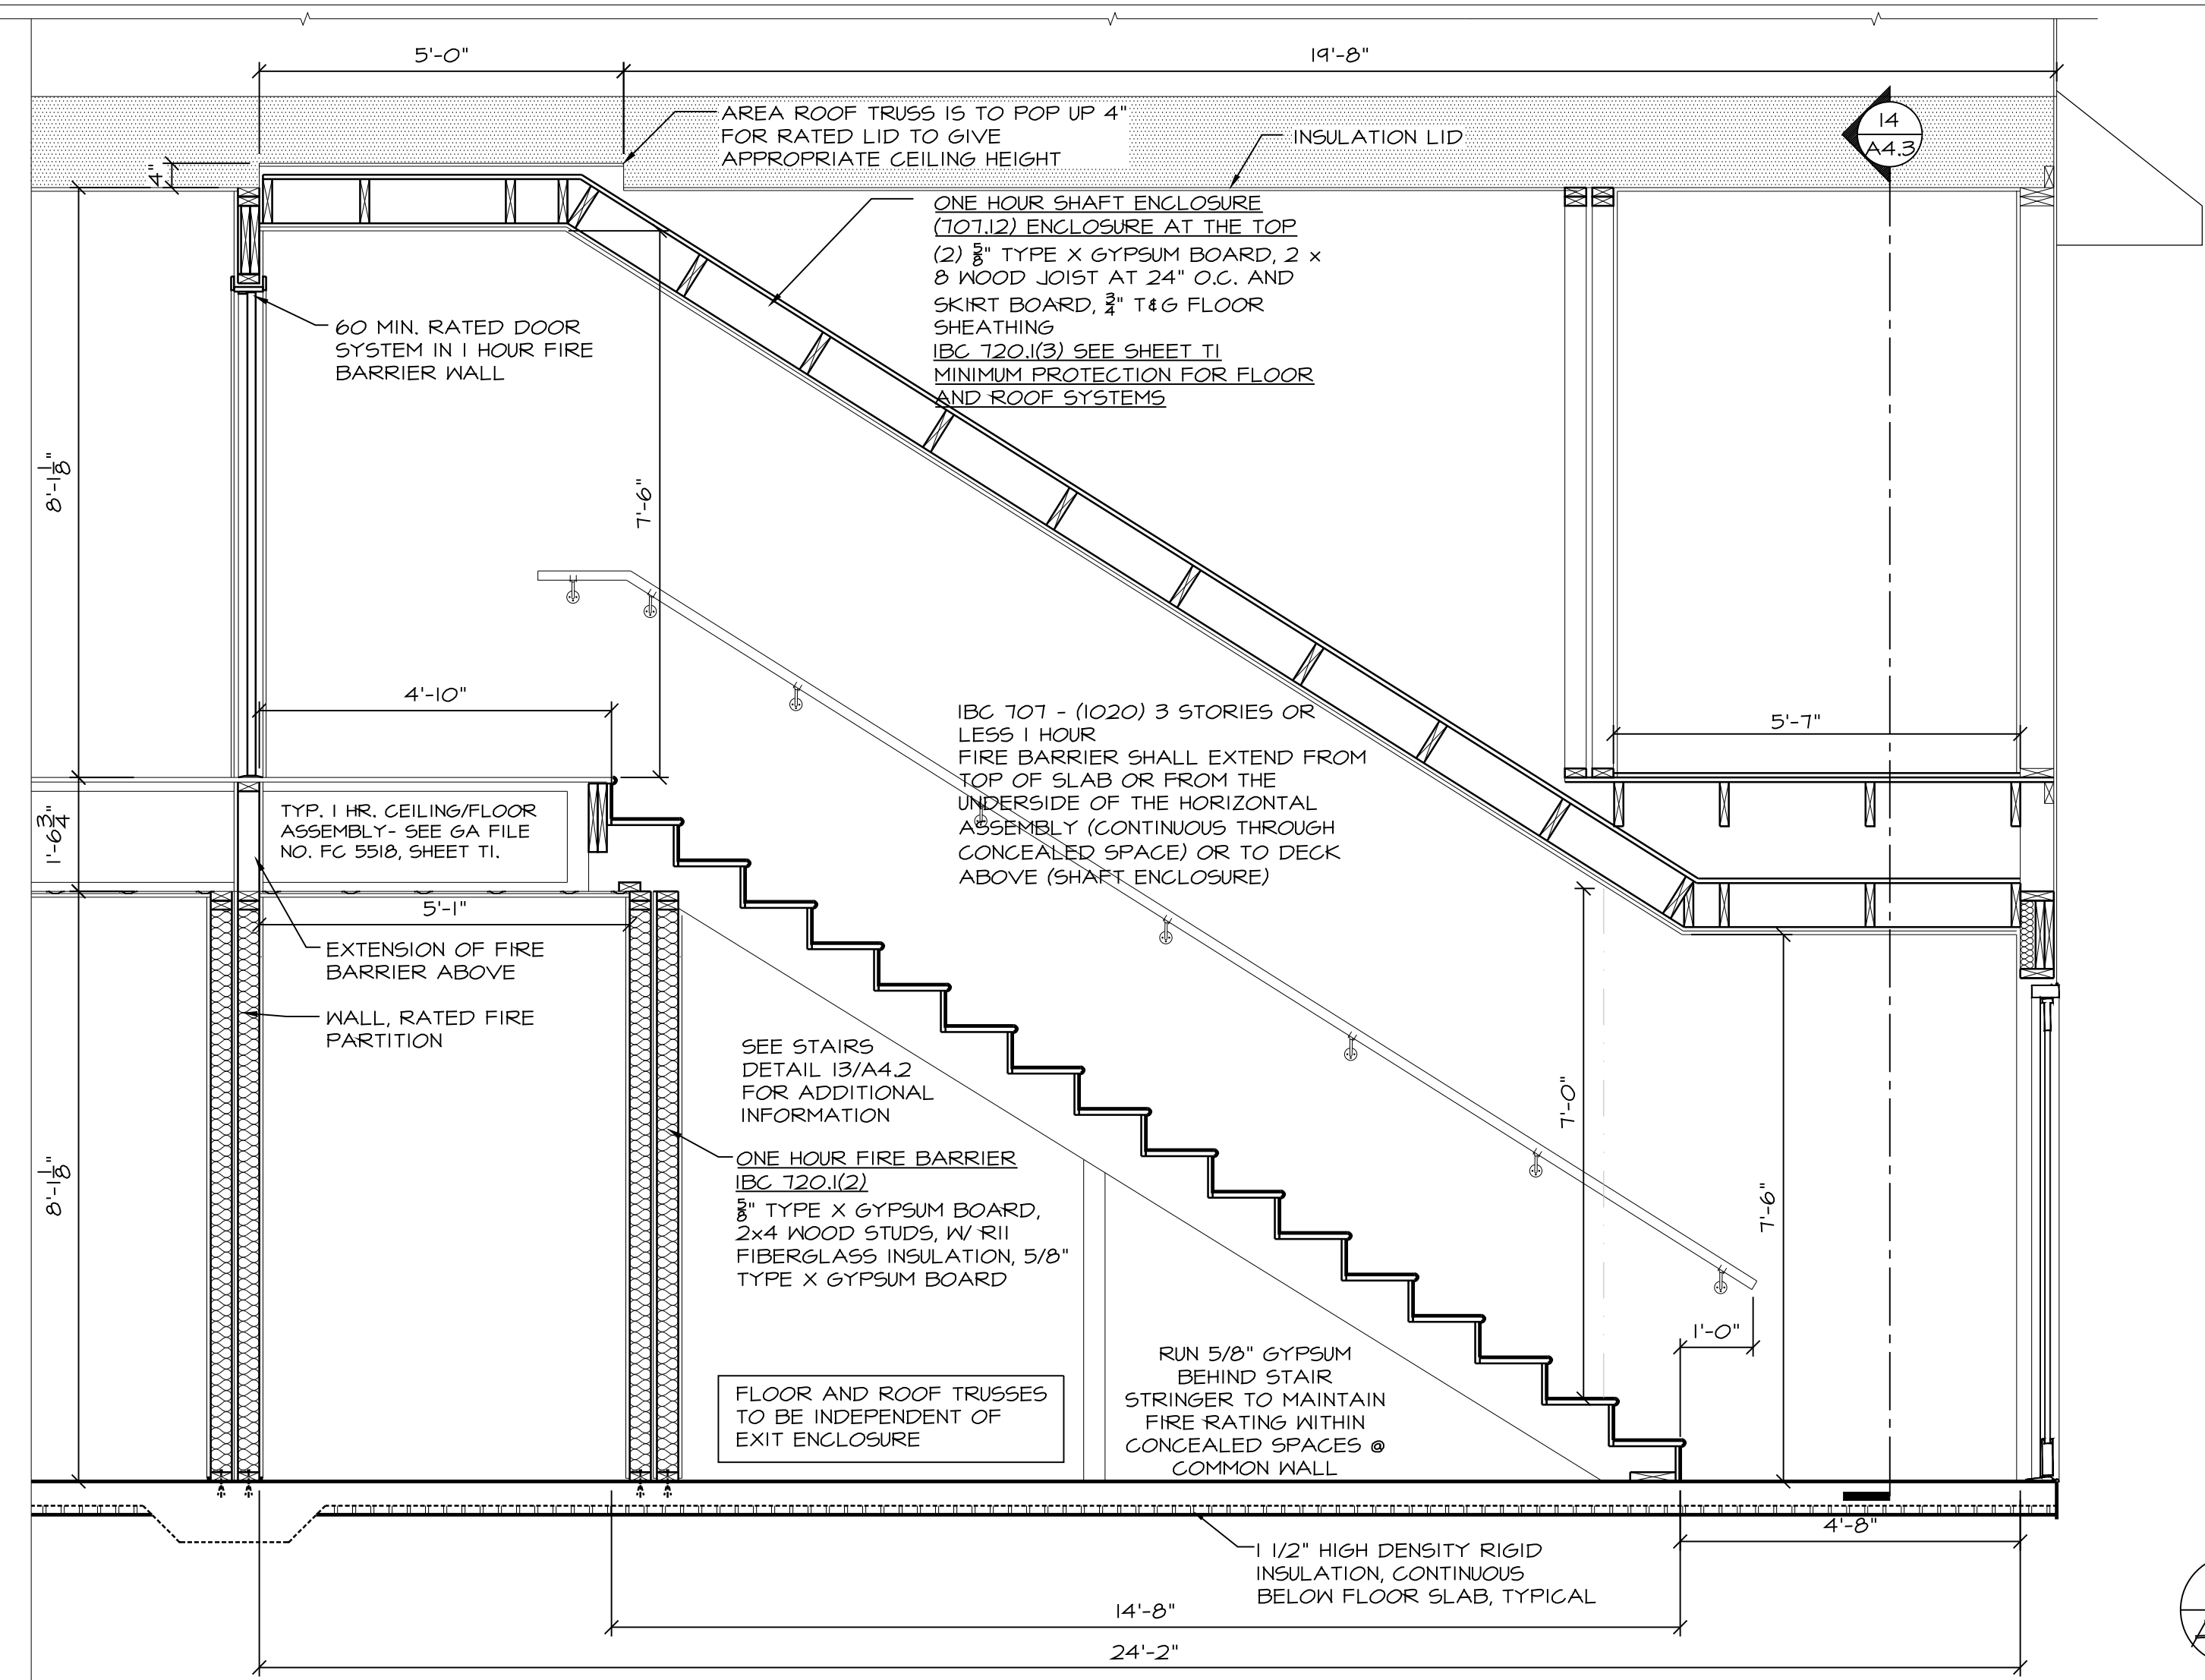 5'-0"
19'-8"
AREA ROOF TRUSS IS TO POP UP 4"
FOR RATED LID TO GIVE
APPROPRIATE CEILING HEIGHT
INSULATION LID
14
A4.3
4"
ONE HOUR SHAFT ENCLOSURE
(707.12) ENCLOSURE AT THE TOP
(2) 5/8" TYPE X GYPSUM BOARD, 2 x
8 WOOD JOIST AT 24" O.C. AND
SKIRT BOARD, 3/4" T&G FLOOR
SHEATHING
IBC 720.1(3) SEE SHEET T1
MINIMUM PROTECTION FOR FLOOR
AND ROOF SYSTEMS
60 MIN. RATED DOOR
SYSTEM IN 1 HOUR FIRE
BARRIER WALL
8'-1 1/8"
7'-6"
4'-10"
IBC 707 - (1020) 3 STORIES OR
LESS 1 HOUR
FIRE BARRIER SHALL EXTEND FROM
TOP OF SLAB OR FROM THE
UNDERSIDE OF THE HORIZONTAL
ASSEMBLY (CONTINUOUS THROUGH
CONCEALED SPACE) OR TO DECK
ABOVE (SHAFT ENCLOSURE)
5'-7"
1'-6 3/4"
TYP. 1 HR. CEILING/FLOOR
ASSEMBLY- SEE GA FILE
NO. FC 5518, SHEET T1.
5'-1"
EXTENSION OF FIRE
BARRIER ABOVE
WALL, RATED FIRE
PARTITION
SEE STAIRS
DETAIL 13/A4.2
FOR ADDITIONAL
INFORMATION
7'-0"
8'-1 1/8"
ONE HOUR FIRE BARRIER
IBC 720.1(2)
5/8" TYPE X GYPSUM BOARD,
2x4 WOOD STUDS, W/ R11
FIBERGLASS INSULATION, 5/8"
TYPE X GYPSUM BOARD
7'-6"
1'-0"
RUN 5/8" GYPSUM
BEHIND STAIR
STRINGER TO MAINTAIN
FIRE RATING WITHIN
CONCEALED SPACES @
COMMON WALL
FLOOR AND ROOF TRUSSES
TO BE INDEPENDENT OF
EXIT ENCLOSURE
4'-8"
1 1/2" HIGH DENSITY RIGID
INSULATION, CONTINUOUS
BELOW FLOOR SLAB, TYPICAL
14'-8"
24'-2"